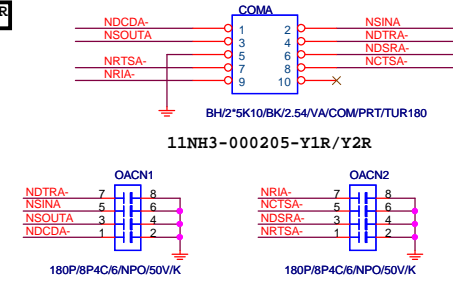 R
COMA
NDCDA- 1 2 NSINA
NSOUTA 3 4 NDTRA-
5 6 NDSRA-
NRTSA- 7 8 NCTSA-
NRIA- 9 10
BH/2*5K10/BK/2.54/VA/COM/PRT/TUR180
11NH3-000205-Y1R/Y2R
OACN1
NDTRA- 7 8
NSINA 5 6
NSOUTA 3 4
NDCDA- 1 2
180P/8P4C/6/NPO/50V/K
OACN2
NRIA- 7 8
NCTSA- 5 6
NDSRA- 3 4
NRTSA- 1 2
180P/8P4C/6/NPO/50V/K